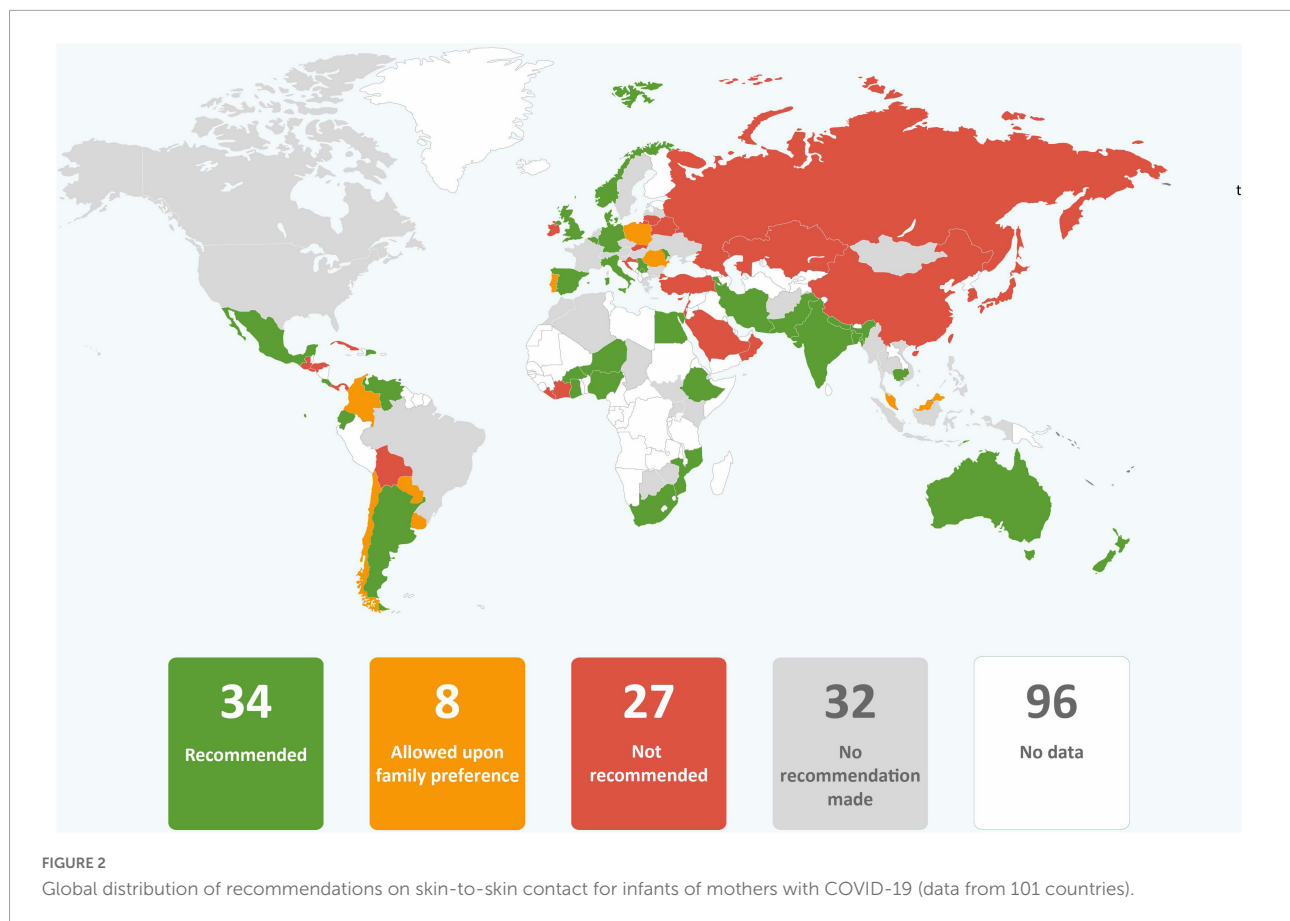 t
34
Recommended
8
Allowed upon
family preference
27
Not
recommended
32
No
recommendation
made
96
No data
FIGURE 2
Global distribution of recommendations on skin-to-skin contact for infants of mothers with COVID-19 (data from 101 countries).